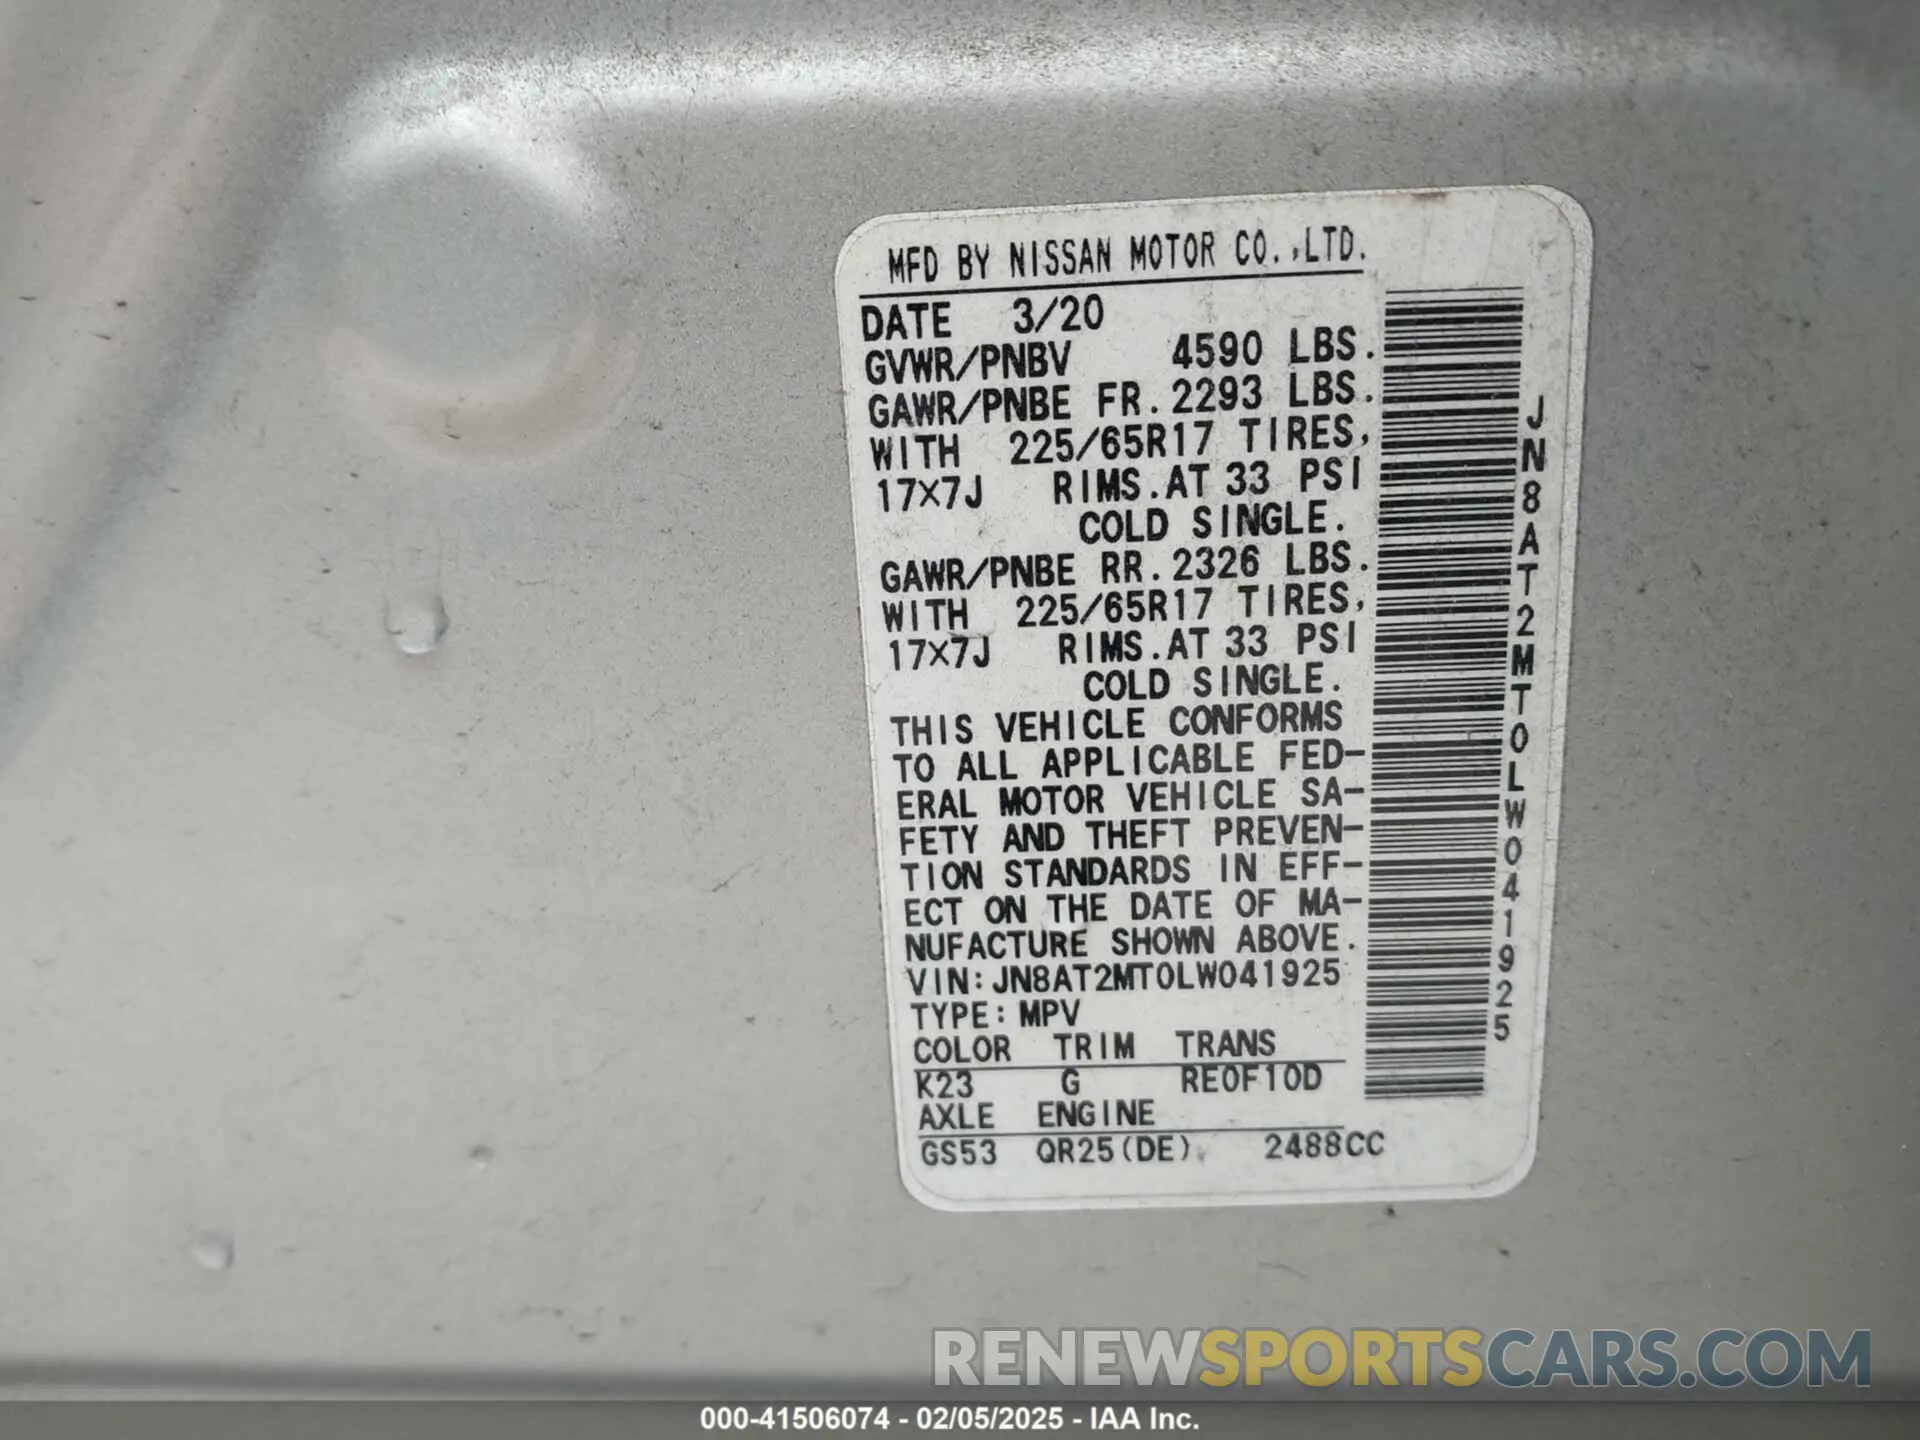 MFD BY NISSAN MOTOR CO.,LTD.
DATE 3/20
GVWR/PNBV 4590 LBS.
GAWR/PNBE FR.2293 LBS.
WITH 225/65R17 TIRES,
17X7J RIMS.AT 33 PSI
COLD SINGLE.
GAWR/PNBE RR.2326 LBS.
WITH 225/65R17 TIRES,
17X7J RIMS.AT 33 PSI
COLD SINGLE.
THIS VEHICLE CONFORMS
TO ALL APPLICABLE FED-
ERAL MOTOR VEHICLE SA-
FETY AND THEFT PREVEN-
TION STANDARDS IN EFF-
ECT ON THE DATE OF MA-
NUFACTURE SHOWN ABOVE.
VIN:JN8AT2MT0LW041925
TYPE:MPV
COLOR TRIM TRANS
K23 G RE0F10D
AXLE ENGINE
GS53 QR25(DE) 2488CC
JN8AT2MT0LW041925
RENEWSPORTSCARS.COM
000-41506074 - 02/05/2025 - IAA Inc.